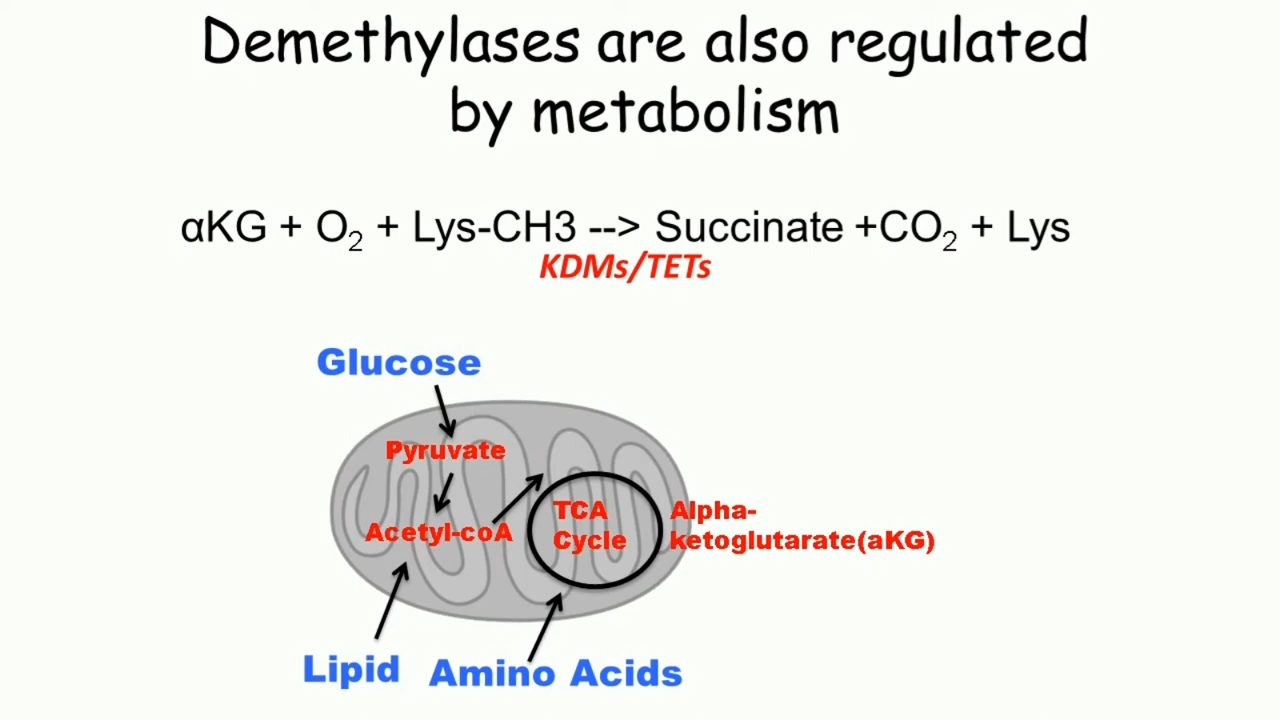 Demethylases are also regulated
by metabolism
αKG + O₂ + Lys-CH3 --> Succinate +CO₂ + Lys
KDMs/TETs
Glucose
Pyruvate
Acetyl-coA
TCA
Cycle
Alpha-
ketoglutarate(aKG)
Lipid
Amino Acids